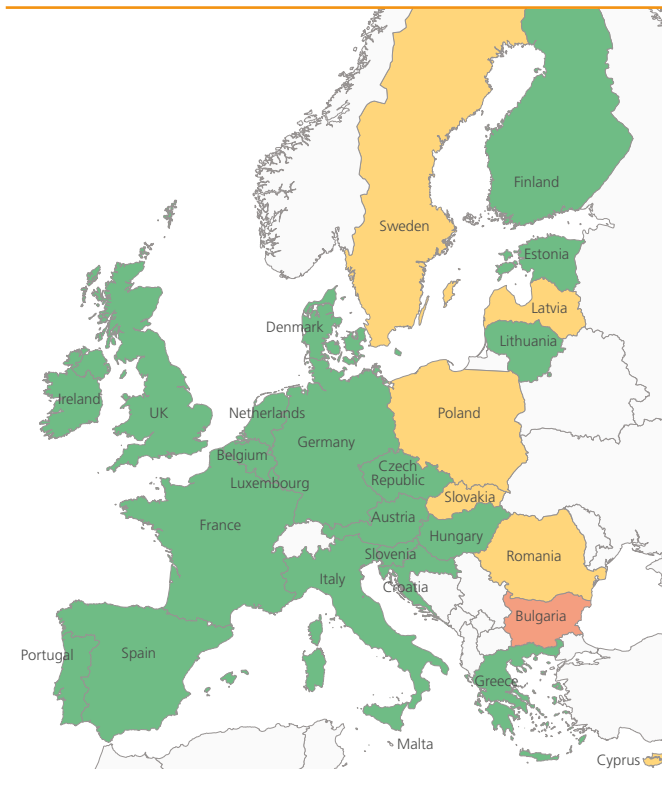 Finland
Sweden
Estonia
Latvia
Denmark
Lithuania
Ireland
UK
Netherlands
Poland
Germany
Belgium
Czech
Republic
Luxembourg
Slovakia
France
Austria
Hungary
Slovenia
Romania
Italy
Croatia
Bulgaria
Portugal
Spain
Greece
Malta
Cyprus